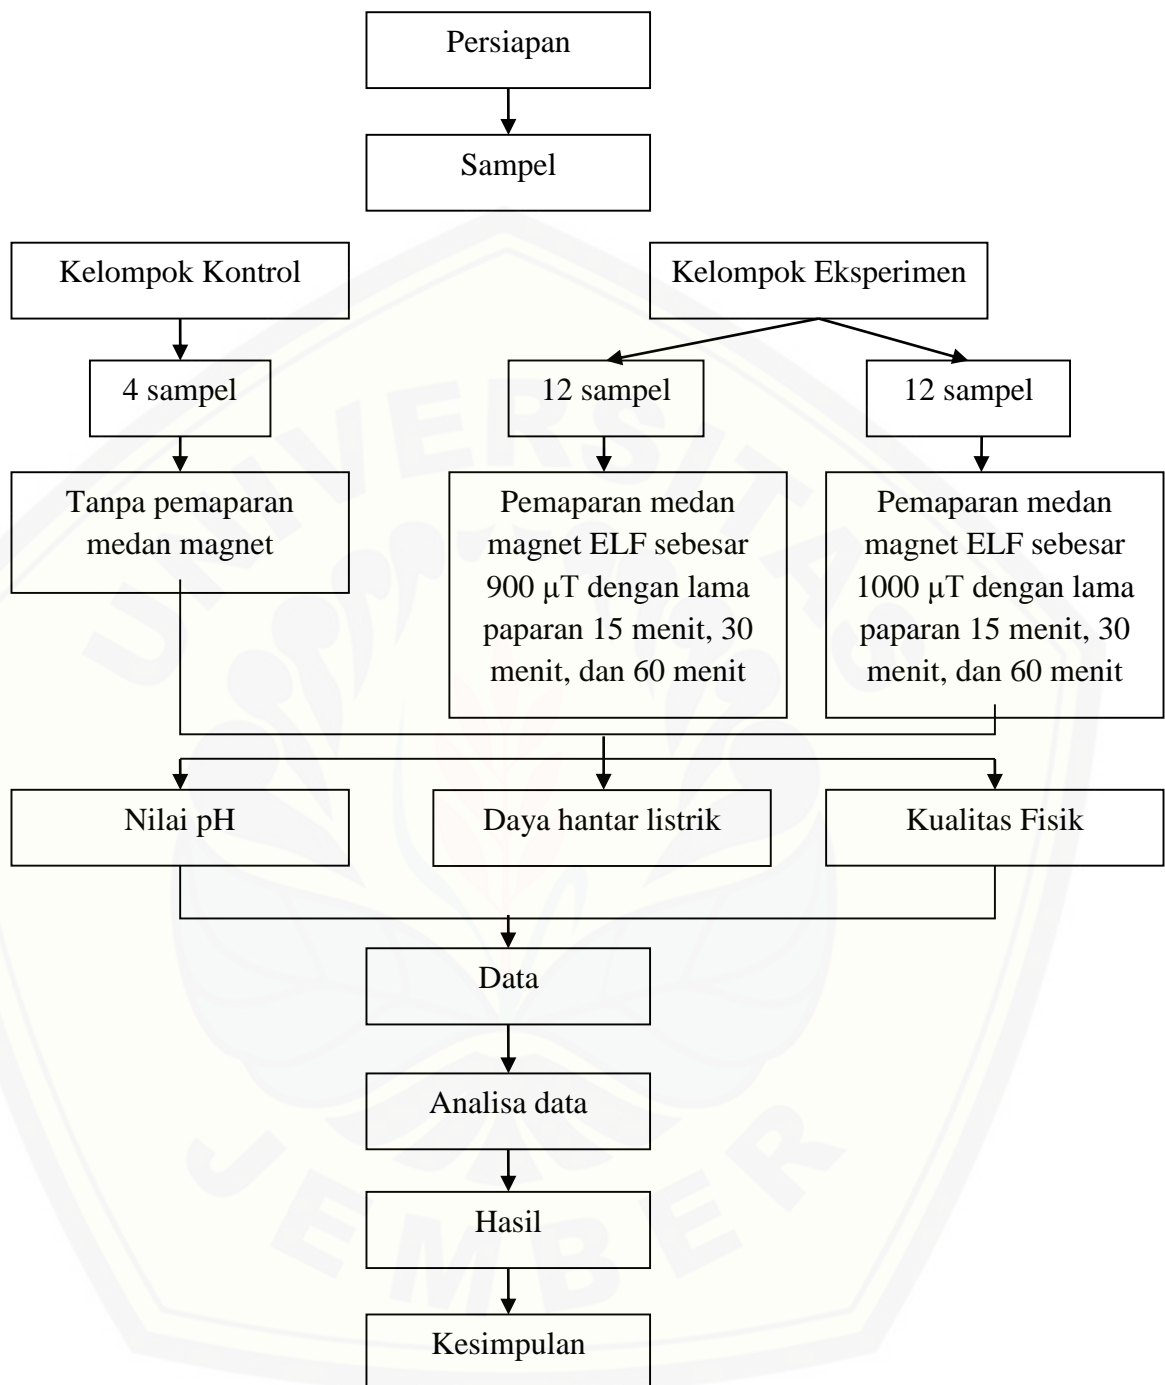 Persiapan
Sampel
Kelompok Kontrol
Kelompok Eksperimen
4 sampel
12 sampel
12 sampel
Tanpa pemaparan
medan magnet
Pemaparan medan
magnet ELF sebesar
900 µT dengan lama
paparan 15 menit, 30
menit, dan 60 menit
Pemaparan medan
magnet ELF sebesar
1000 µT dengan lama
paparan 15 menit, 30
menit, dan 60 menit
Nilai pH
Daya hantar listrik
Kualitas Fisik
Data
Analisa data
Hasil
Kesimpulan
UNIVERSITAS
JEMBER